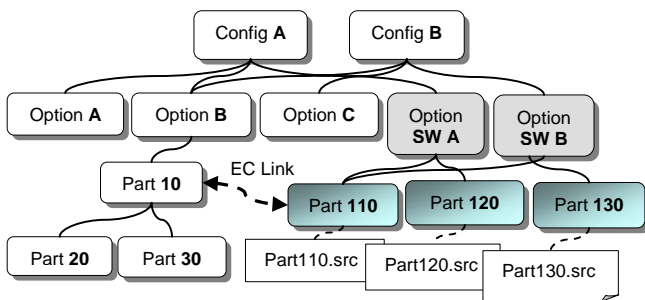 Config A
Config B
Option A
Option B
Option C
Option
SW A
Option
SW B
EC Link
Part 10
Part 110
Part 120
Part 130
Part 20
Part 30
Part110.src
Part120.src
Part130.src